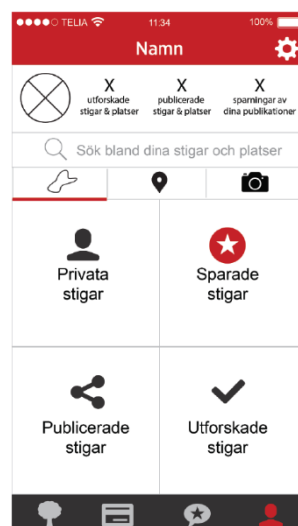 TELIA 11:34 100%
Namn
X X X
utforskade publicerade sparningar av
stigar & platser stigar & platser dina publikationer
Sök bland dina stigar och platser
Privata Sparade
stigar stigar
Publicerade Utforskade
stigar stigar